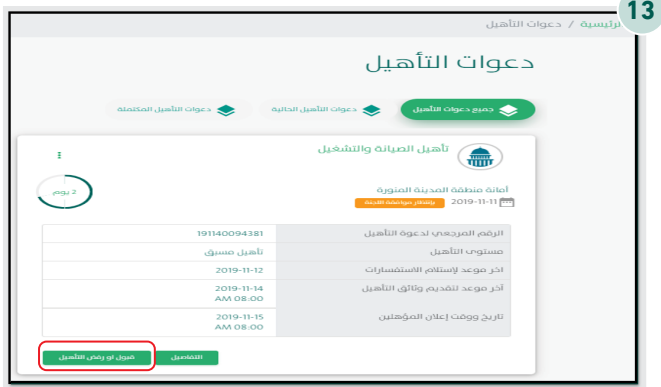 13
الرئيسية / دعوات التأهيل
دعوات التأهيل
جميع دعوات التأهيل
دعوات التأهيل الحالية
دعوات التأهيل المكتملة
تأهيل الصيانة والتشغيل
2 يوم
أمانة منطقة المدينة المنورة
2019-11-11 بإنتظار موافقة اللجنة
الرقم المرجعي لدعوة التأهيل 191140094381
مستوى التأهيل تأهيل مسبق
اخر موعد لإستلام الاستفسارات 2019-11-12
آخر موعد لتقديم وثائق التأهيل 2019-11-14
08:00 AM
تاريخ ووقت إعلان المؤهلين 2019-11-15
08:00 AM
التفاصيل
قبول او رفض التأهيل